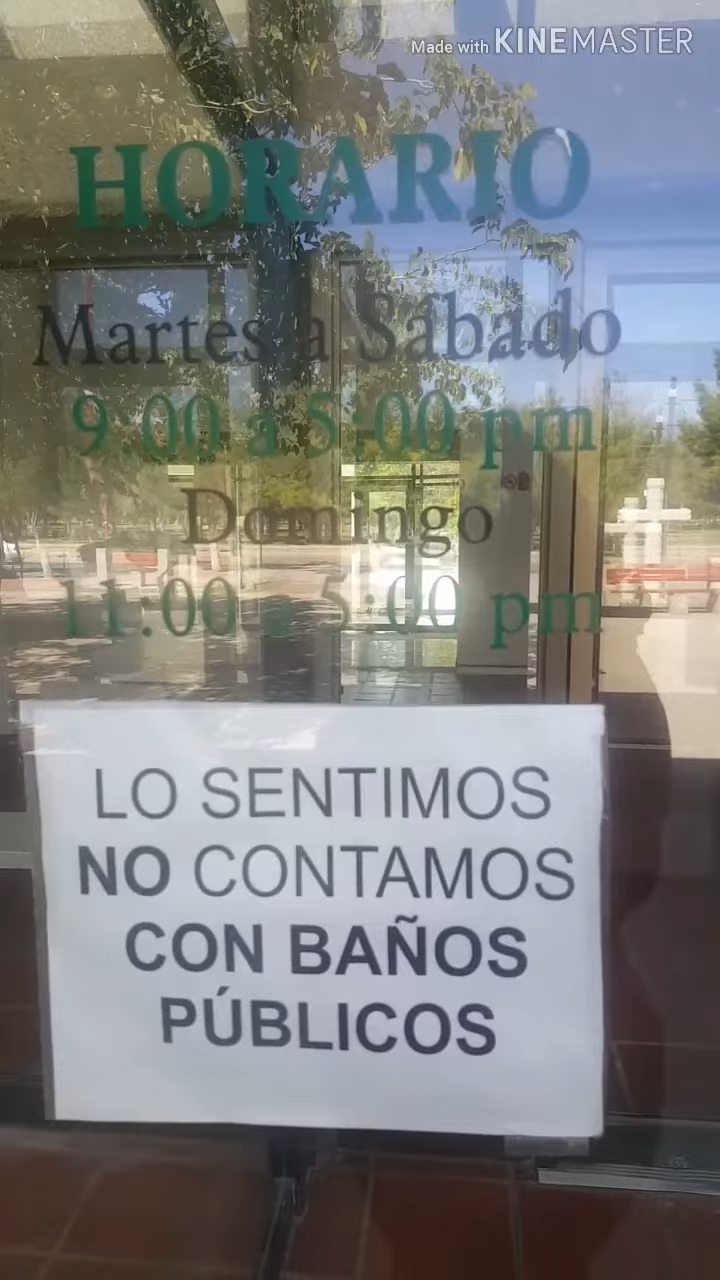 Made with KINEMASTER
HORARIO
Martes a Sábado
9:00 a 5:00 pm
Domingo
11:00 a 5:00 pm
LO SENTIMOS
NO CONTAMOS
CON BAÑOS
PÚBLICOS